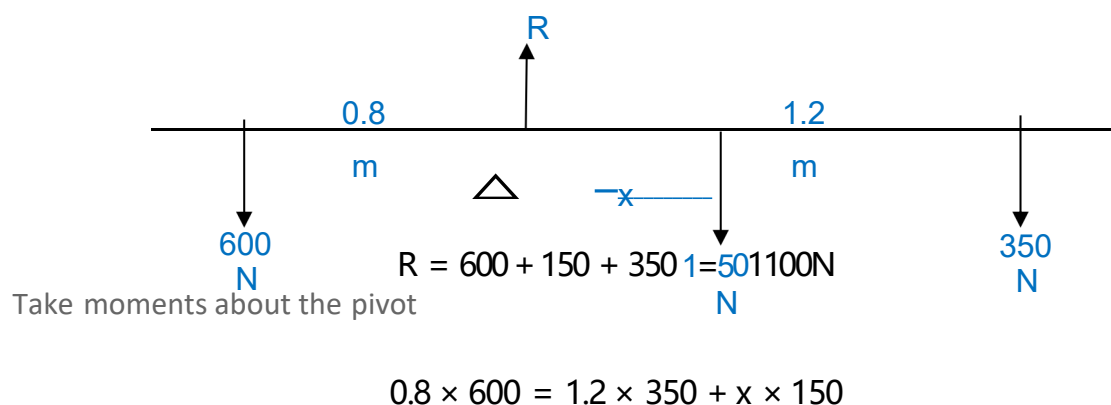 R
0.8
1.2
m
m
x
600
N
350
N
R = 600 + 150 + 350 = 1100N
150
N
Take moments about the pivot
0.8 × 600 = 1.2 × 350 + x × 150